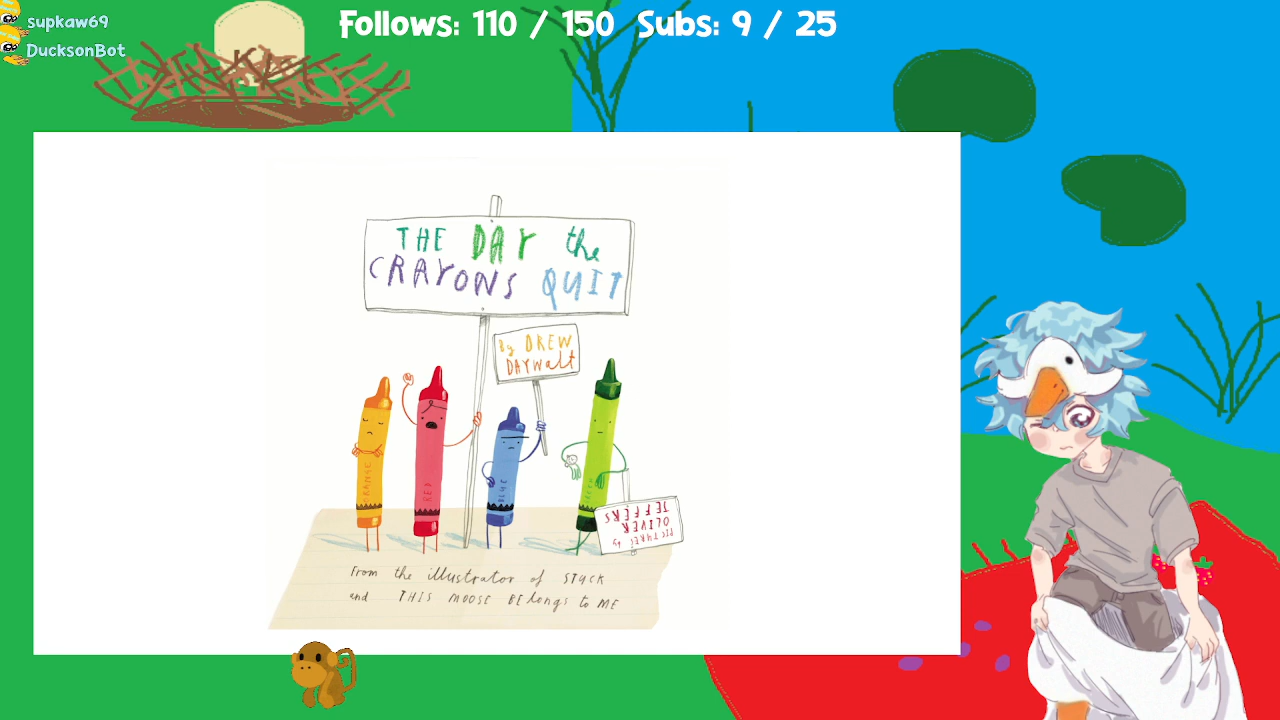 supkaw69
DucksonBot
Follows: 110 / 150 Subs: 9 / 25
THE DAY the
CRAYONS QUIT
By DREW
DAYWalt
ORANGE
RED
BLUE
GREEN
PICTURES by
OLIVER
JEFFERS
From the illustrator of STUCK
and THIS MOOSE BElongs to ME